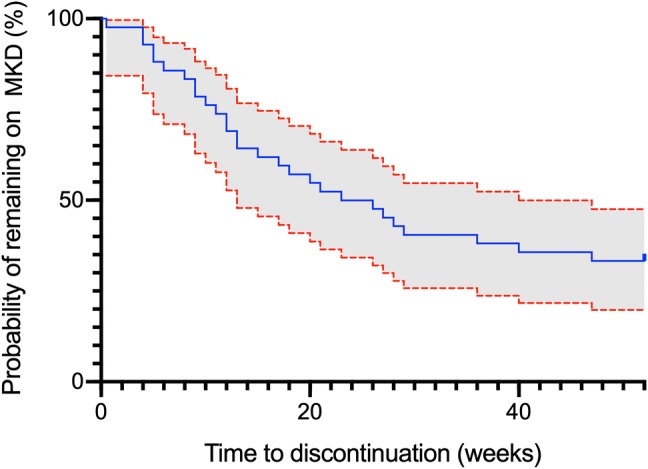 Probability of remaining on MKD (%)
100
50
0
0 20 40
Time to discontinuation (weeks)